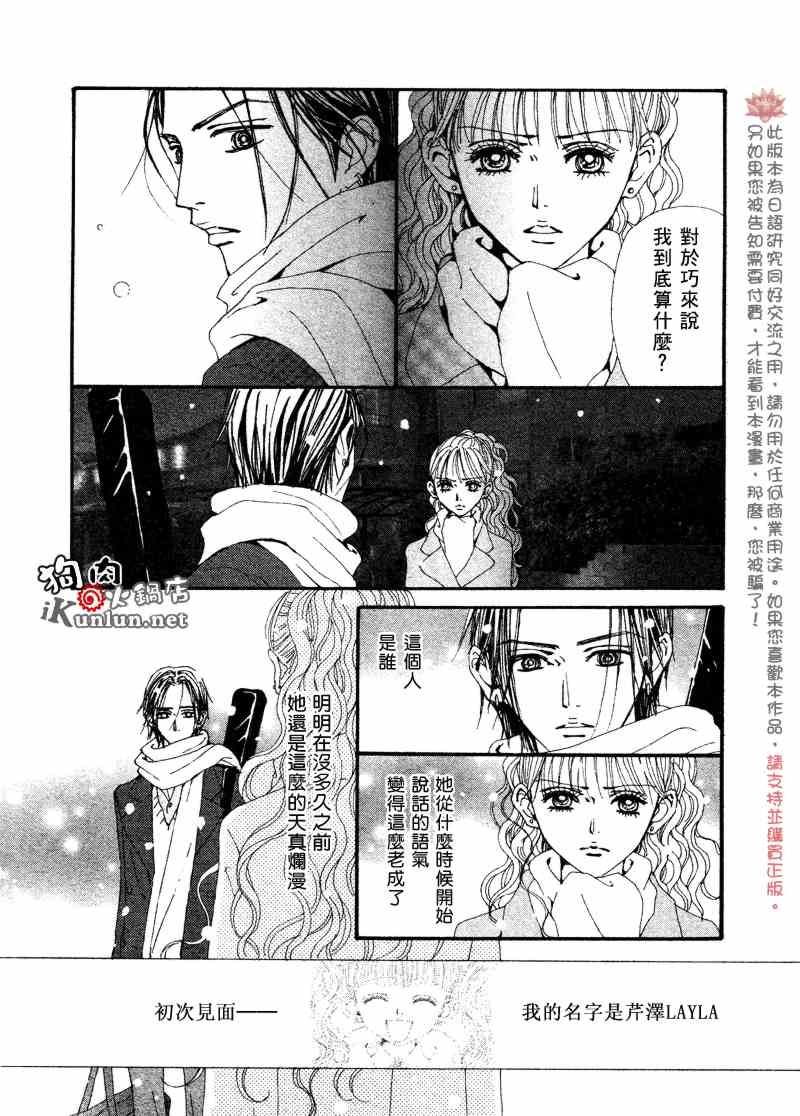 對於巧來說
我到底算什麼？
這個人
是誰
她從什麼時候開始
說話的語氣
變得這麼老成了
明明在沒多久之前
她還是這麼的天真爛漫
初次見面——
我的名字是芹澤LAYLA
狗肉火鍋店
iKunlun.net
此版本為日語研究同好交流之用，請勿用於任何商業用途。如果您喜歡本作品，請支持並購買正版。
另如果您被告知需要付費，才能看到本漫畫，那麼，您被騙了！